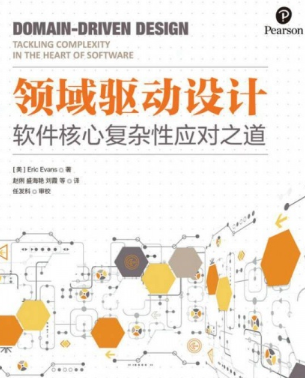 DOMAIN-DRIVEN DESIGN
TACKLING COMPLEXITY
IN THE HEART OF SOFTWARE
Pearson
领域驱动设计
软件核心复杂性应对之道
[美] Eric Evans ○ 著
赵俐 盛海艳 刘霞 等 ○ 译
任发科 ○ 审校